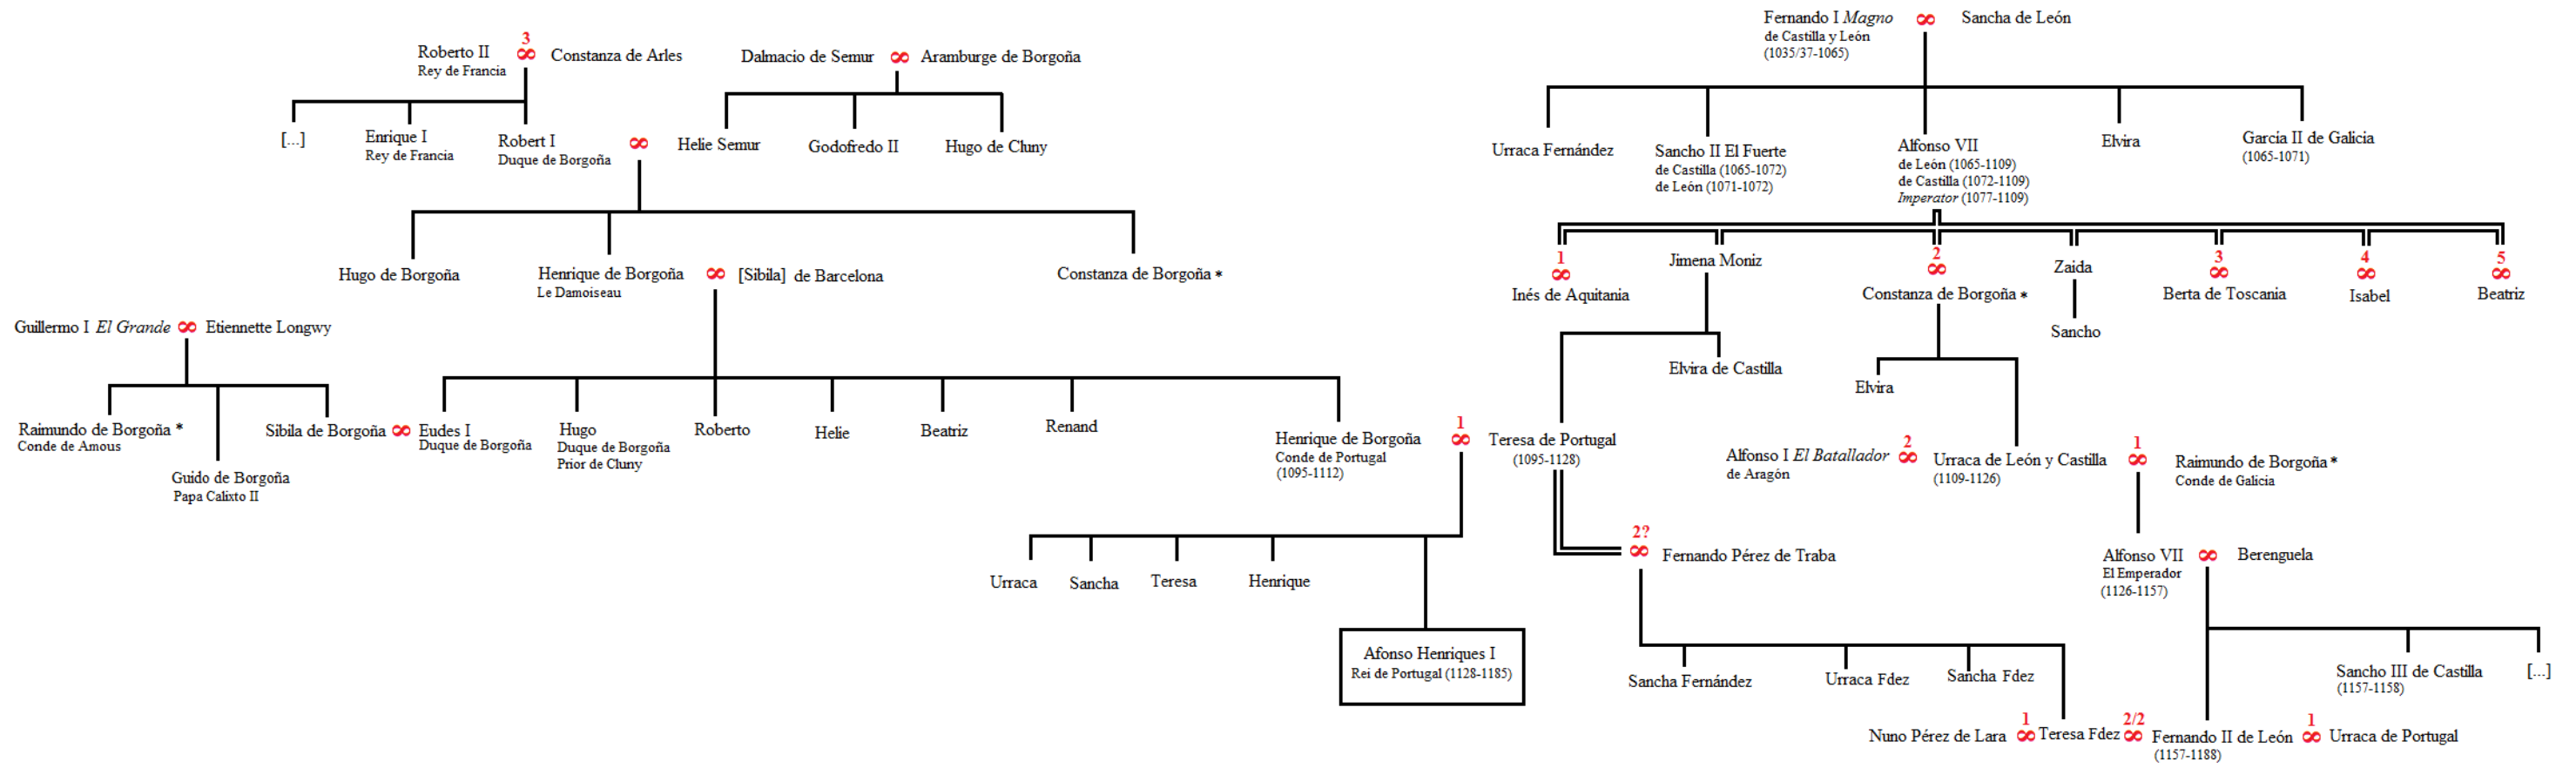 Fernando I Magno ∞ Sancha de León
de Castilla y León
(1035/37-1065)
3
Roberto II ∞ Constanza de Arles
Rey de Francia
Dalmacio de Semur ∞ Aramburge de Borgoña
[...]
Enrique I
Rey de Francia
Robert I ∞ Helie Semur
Duque de Borgoña
Godofredo II
Hugo de Cluny
Urraca Fernández
Sancho II El Fuerte
de Castilla (1065-1072)
de León (1071-1072)
Alfonso VII
de León (1065-1109)
de Castilla (1072-1109)
Imperator (1077-1109)
Elvira
Garcia II de Galicia
(1065-1071)
Hugo de Borgoña
Henrique de Borgoña ∞ [Sibila] de Barcelona
Le Damoiseau
Constanza de Borgoña *
1
∞
Inés de Aquitania
Jimena Moniz
2
∞
Constanza de Borgoña *
Zaida
Sancho
3
∞
Berta de Toscania
4
∞
Isabel
5
∞
Beatriz
Guillermo I El Grande ∞ Etiennette Longwy
Elvira de Castilla
Elvira
Raimundo de Borgoña *
Conde de Amous
Guido de Borgoña
Papa Calixto II
Sibila de Borgoña ∞ Eudes I
Duque de Borgoña
Hugo
Duque de Borgoña
Prior de Cluny
Roberto
Helie
Beatriz
Renand
1
Henrique de Borgoña ∞ Teresa de Portugal
Conde de Portugal
(1095-1112)
(1095-1128)
2
1
Alfonso I El Batallador ∞ Urraca de León y Castilla ∞ Raimundo de Borgoña *
de Aragón
(1109-1126)
Conde de Galicia
2?
∞ Fernando Pérez de Traba
Alfonso VII ∞ Berenguela
El Emperador
(1126-1157)
Urraca
Sancha
Teresa
Henrique
Afonso Henriques I
Rei de Portugal (1128-1185)
Sancha Fernández
Urraca Fdez
Sancha Fdez
Sancho III de Castilla
(1157-1158)
[...]
1
2/2
1
Nuno Pérez de Lara ∞ Teresa Fdez ∞ Fernando II de León ∞ Urraca de Portugal
(1157-1188)